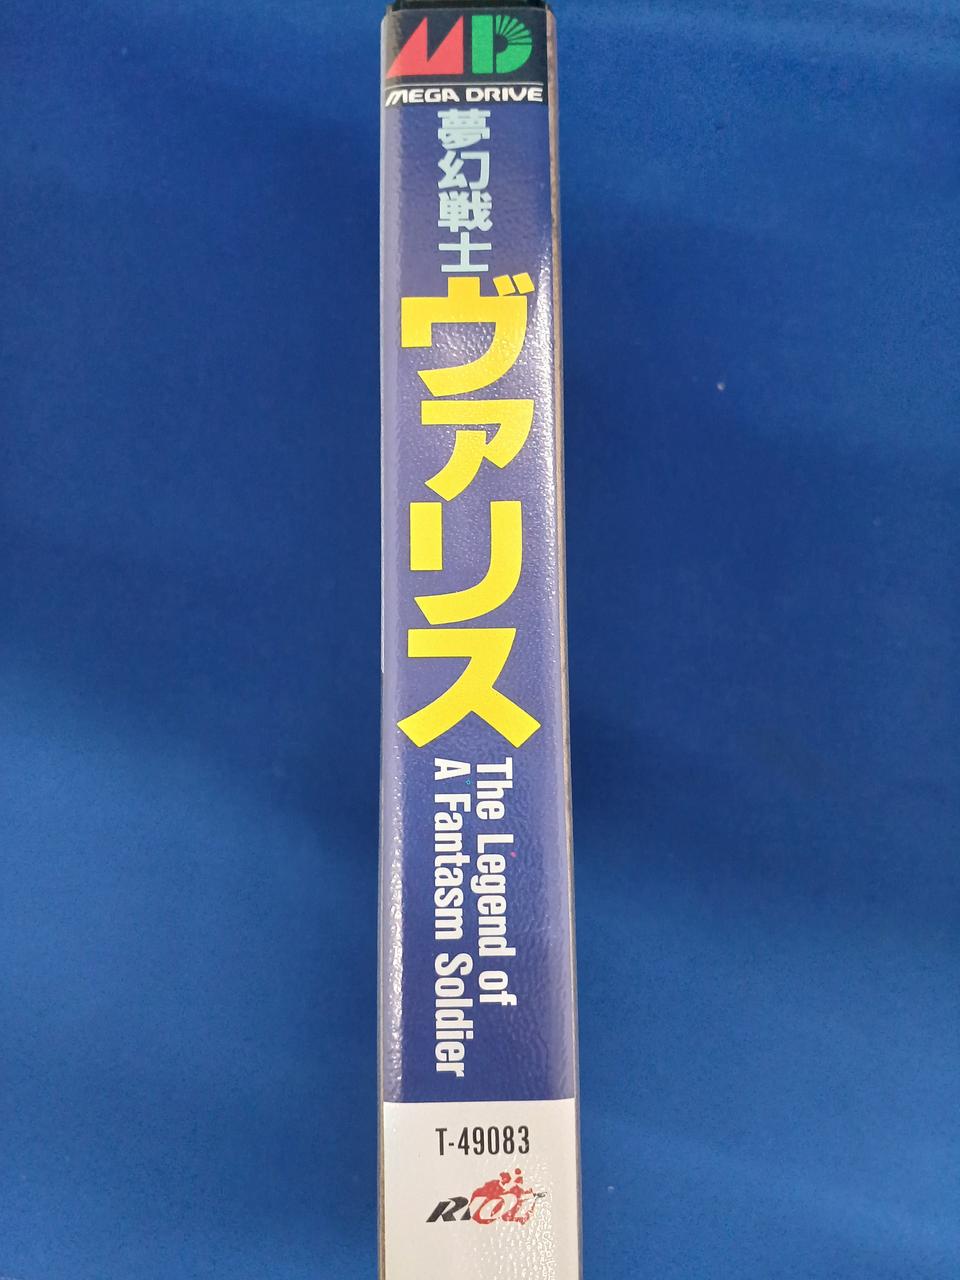 MD
MEGA DRIVE
夢幻戦士
ヴァリス
The Legend of
A Fantasm Soldier
T-49083
RIOT